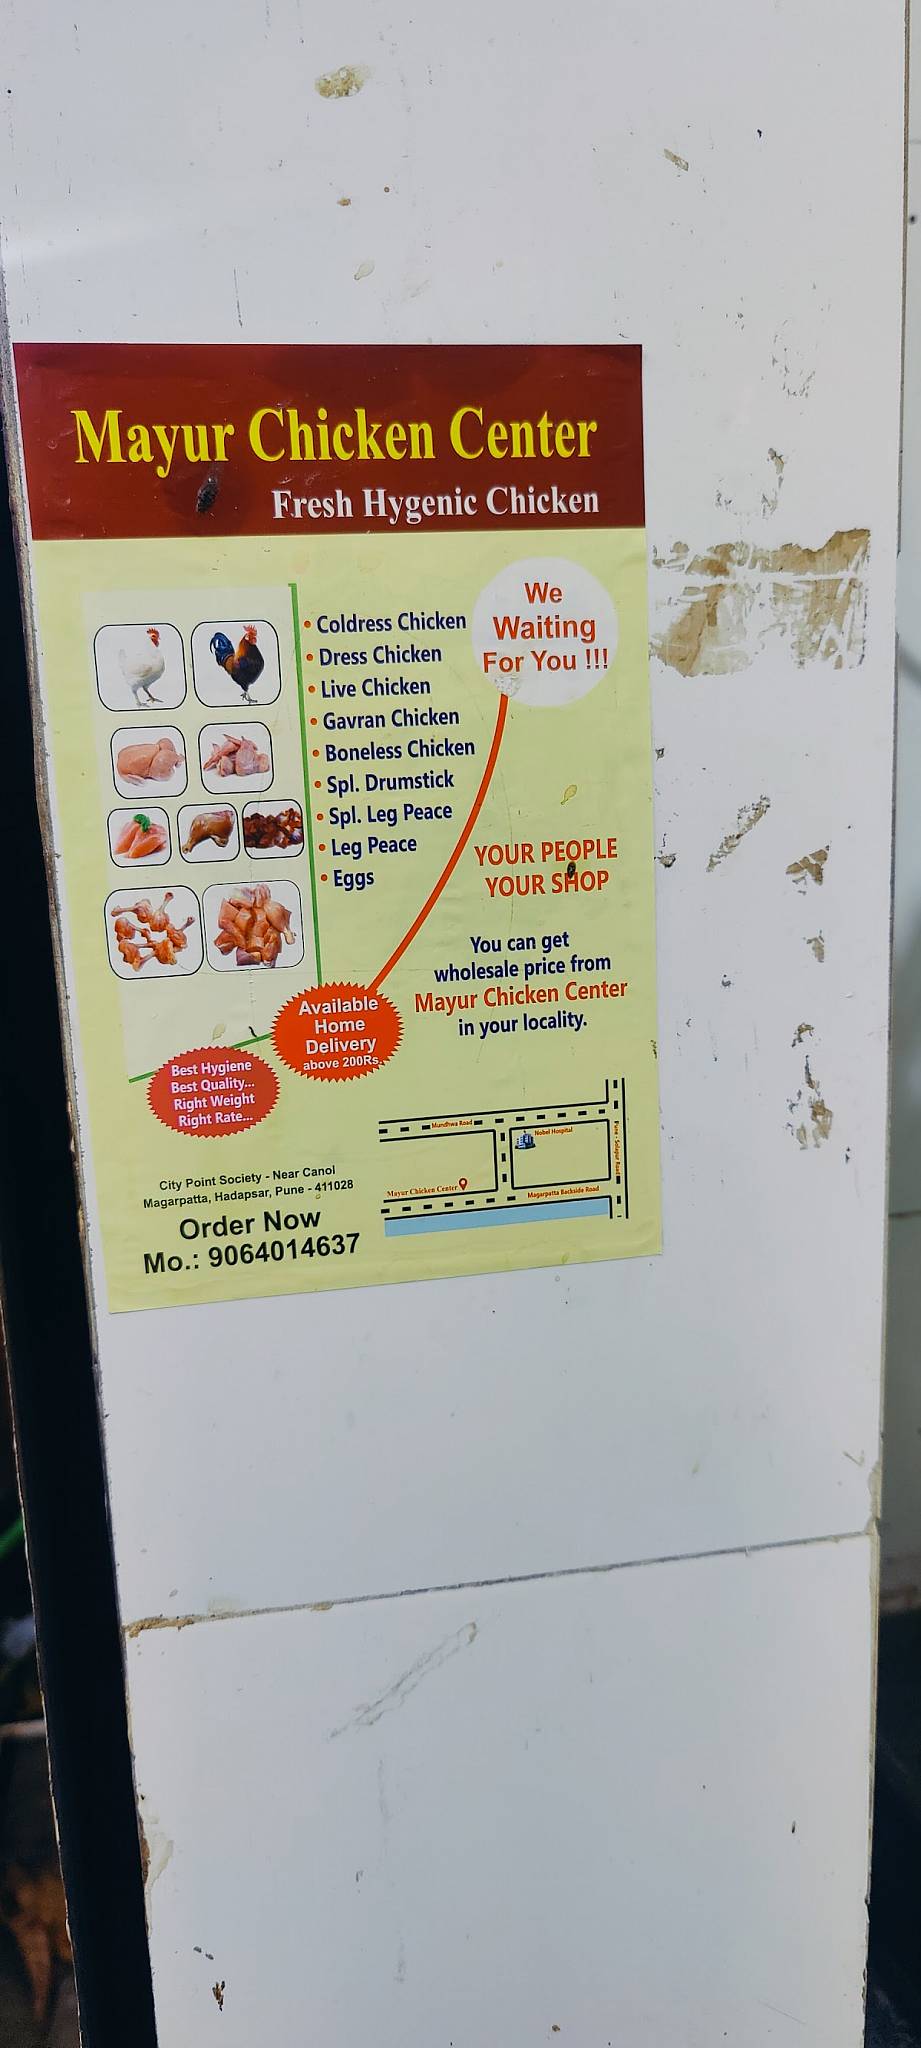 Mayur Chicken Center
Fresh Hygenic Chicken
• Coldress Chicken
• Dress Chicken
• Live Chicken
• Gavran Chicken
• Boneless Chicken
• Spl. Drumstick
• Spl. Leg Peace
• Leg Peace
• Eggs
We
Waiting
For You !!!
YOUR PEOPLE
YOUR SHOP
You can get
wholesale price from
Mayur Chicken Center
in your locality.
Available
Home
Delivery
above 200Rs.
Best Hygiene
Best Quality...
Right Weight
Right Rate...
City Point Society - Near Canol
Magarpatta, Hadapsar, Pune - 411028
Order Now
Mo.: 9064014637
Mundhwa Road
Nobel Hospital
Pune - Solapur Road
Mayur Chicken Center
Magarpatta Backside Road